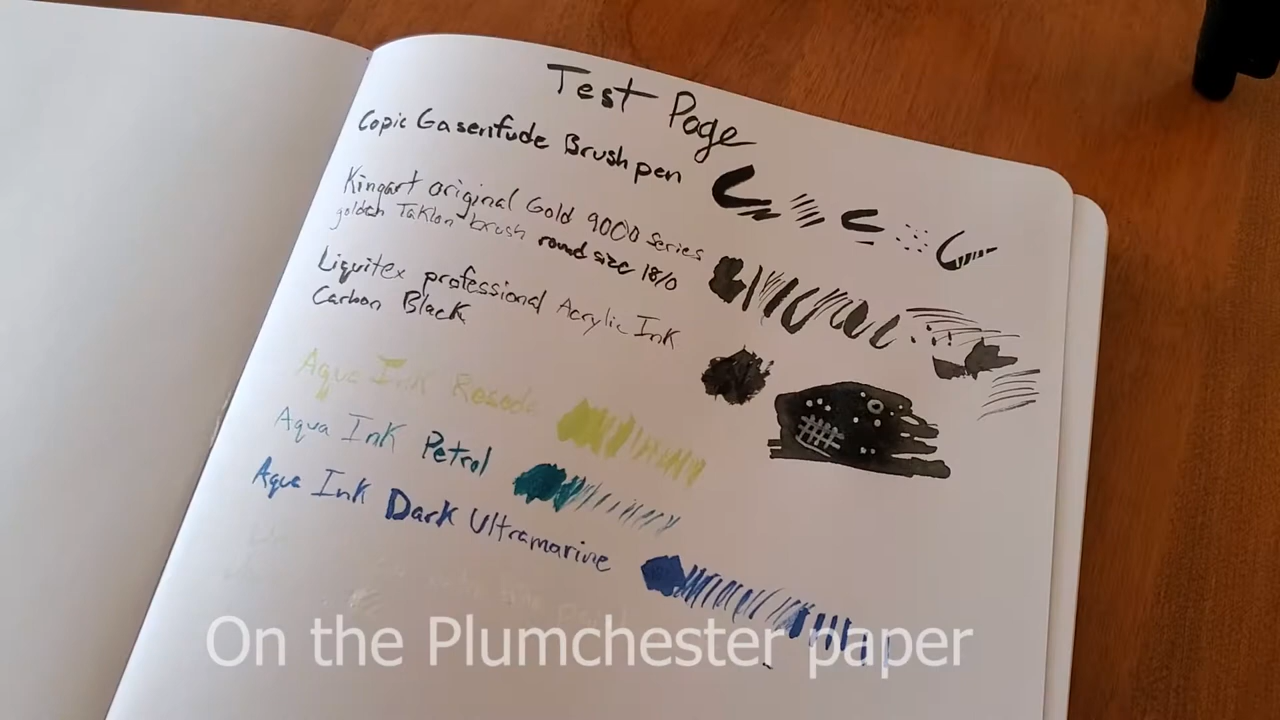 Test Page
Copic Gasenfude Brush pen
Kingart original Gold 9000 series
golden Taklon brush round size 18/0
Liquitex professional Acrylic Ink
Carbon Black
Aqua Ink Reseda
Aqua Ink Petrol
Aqua Ink Dark Ultramarine
On the Plumchester paper